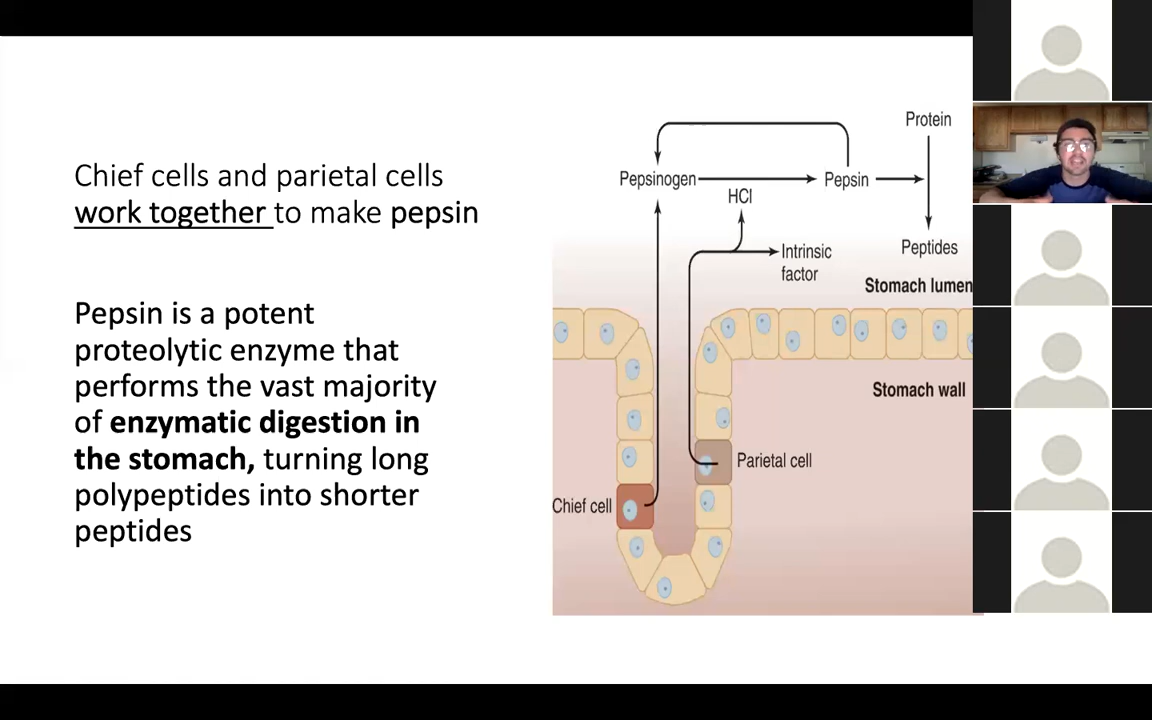 Chief cells and parietal cells
work together to make pepsin
Pepsin is a potent
proteolytic enzyme that
performs the vast majority
of enzymatic digestion in
the stomach, turning long
polypeptides into shorter
peptides
Protein
Pepsinogen
Pepsin
HCl
Peptides
Intrinsic
factor
Stomach lumen
Stomach wall
Parietal cell
Chief cell